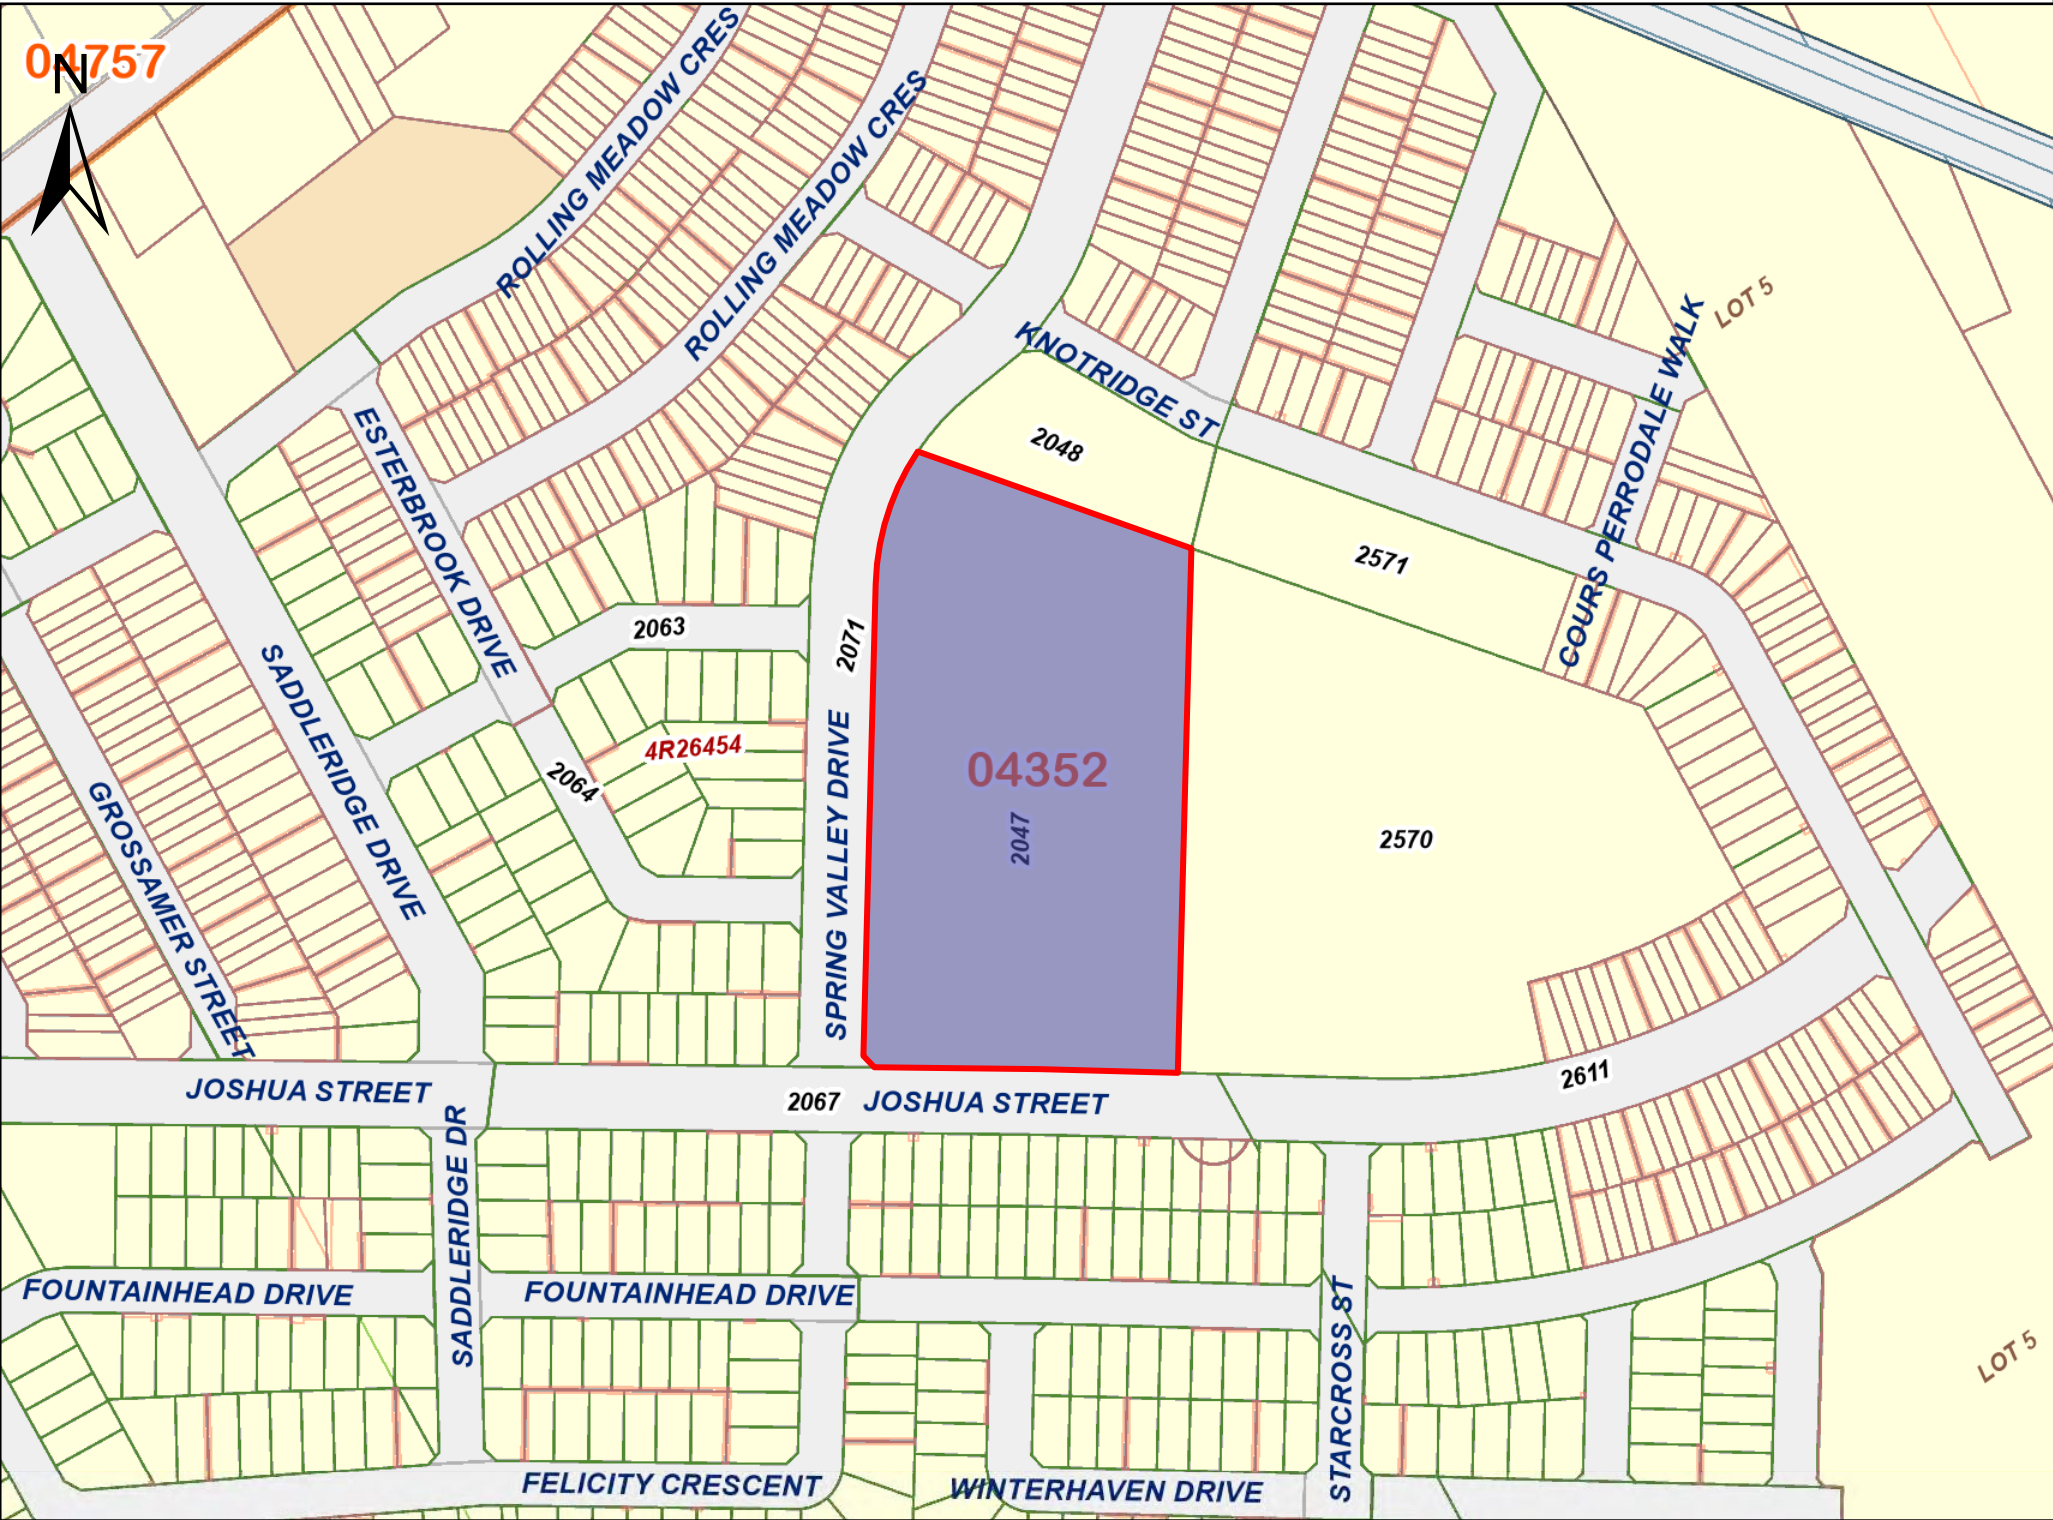 04757
N
ROLLING MEADOW CRES
ROLLING MEADOW CRES
LOT 5
KNOTRIDGE ST
COURS PERRODALE WALK
2048
ESTERBROOK DRIVE
2571
2063
2071
SADDLERIDGE DRIVE
4R26454
2064
SPRING VALLEY DRIVE
04352
2047
2570
GROSSAMER STREET
2611
JOSHUA STREET
2067
JOSHUA STREET
SADDLERIDGE DR
FOUNTAINHEAD DRIVE
FOUNTAINHEAD DRIVE
STARCROSS ST
LOT 5
FELICITY CRESCENT
WINTERHAVEN DRIVE